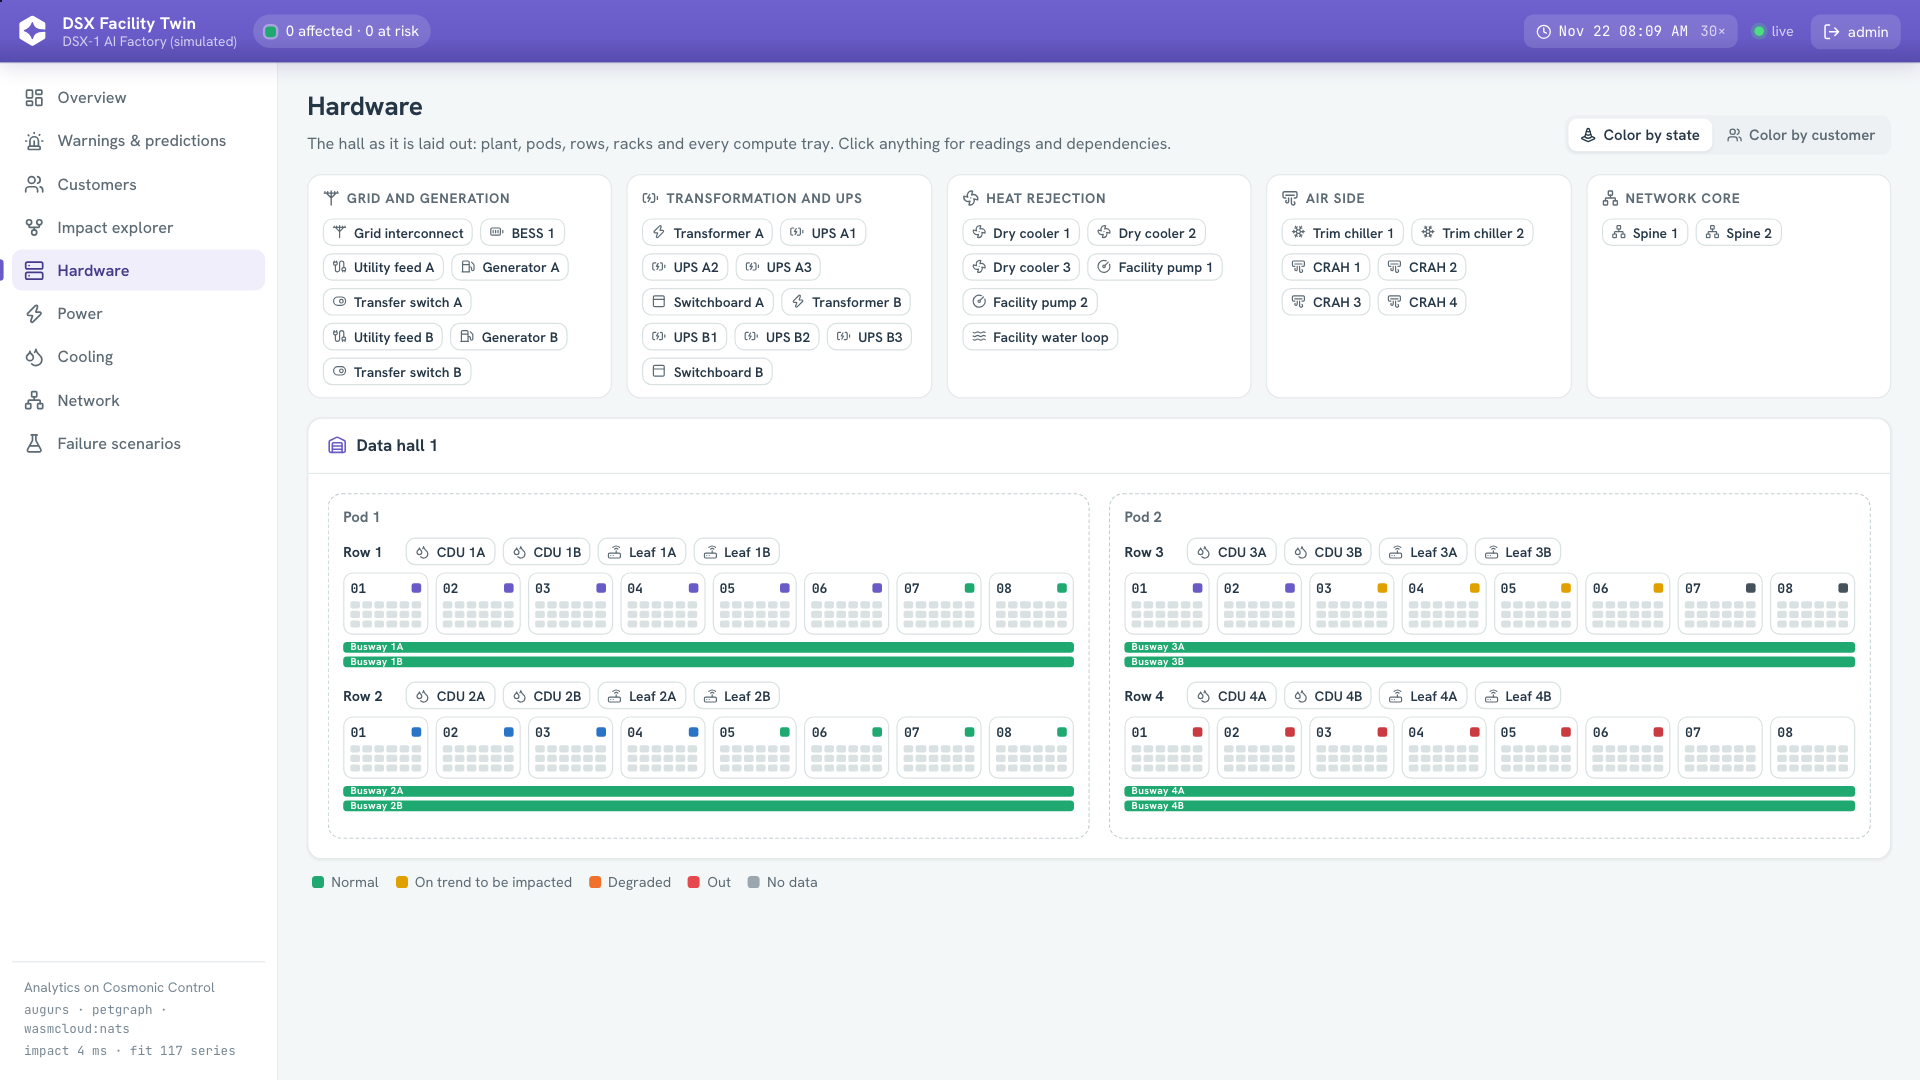 DSX Facility Twin
DSX-1 AI Factory (simulated)
0 affected · 0 at risk
Nov 22 08:09 AM 30×
live
admin
Overview
Warnings & predictions
Customers
Impact explorer
Hardware
Power
Cooling
Network
Failure scenarios
Analytics on Cosmonic Control
augurs · petgraph ·
wasmcloud:nats
impact 4 ms · fit 117 series
Hardware
The hall as it is laid out: plant, pods, rows, racks and every compute tray. Click anything for readings and dependencies.
Color by state
Color by customer
GRID AND GENERATION
Grid interconnect BESS 1
Utility feed A Generator A
Transfer switch A
Utility feed B Generator B
Transfer switch B
TRANSFORMATION AND UPS
Transformer A UPS A1
UPS A2 UPS A3
Switchboard A Transformer B
UPS B1 UPS B2 UPS B3
Switchboard B
HEAT REJECTION
Dry cooler 1 Dry cooler 2
Dry cooler 3 Facility pump 1
Facility pump 2
Facility water loop
AIR SIDE
Trim chiller 1 Trim chiller 2
CRAH 1 CRAH 2
CRAH 3 CRAH 4
NETWORK CORE
Spine 1 Spine 2
Data hall 1
Pod 1
Row 1 CDU 1A CDU 1B Leaf 1A Leaf 1B
01 02 03 04 05 06 07 08
Busway 1A
Busway 1B
Row 2 CDU 2A CDU 2B Leaf 2A Leaf 2B
01 02 03 04 05 06 07 08
Busway 2A
Busway 2B
Pod 2
Row 3 CDU 3A CDU 3B Leaf 3A Leaf 3B
01 02 03 04 05 06 07 08
Busway 3A
Busway 3B
Row 4 CDU 4A CDU 4B Leaf 4A Leaf 4B
01 02 03 04 05 06 07 08
Busway 4A
Busway 4B
Normal On trend to be impacted Degraded Out No data